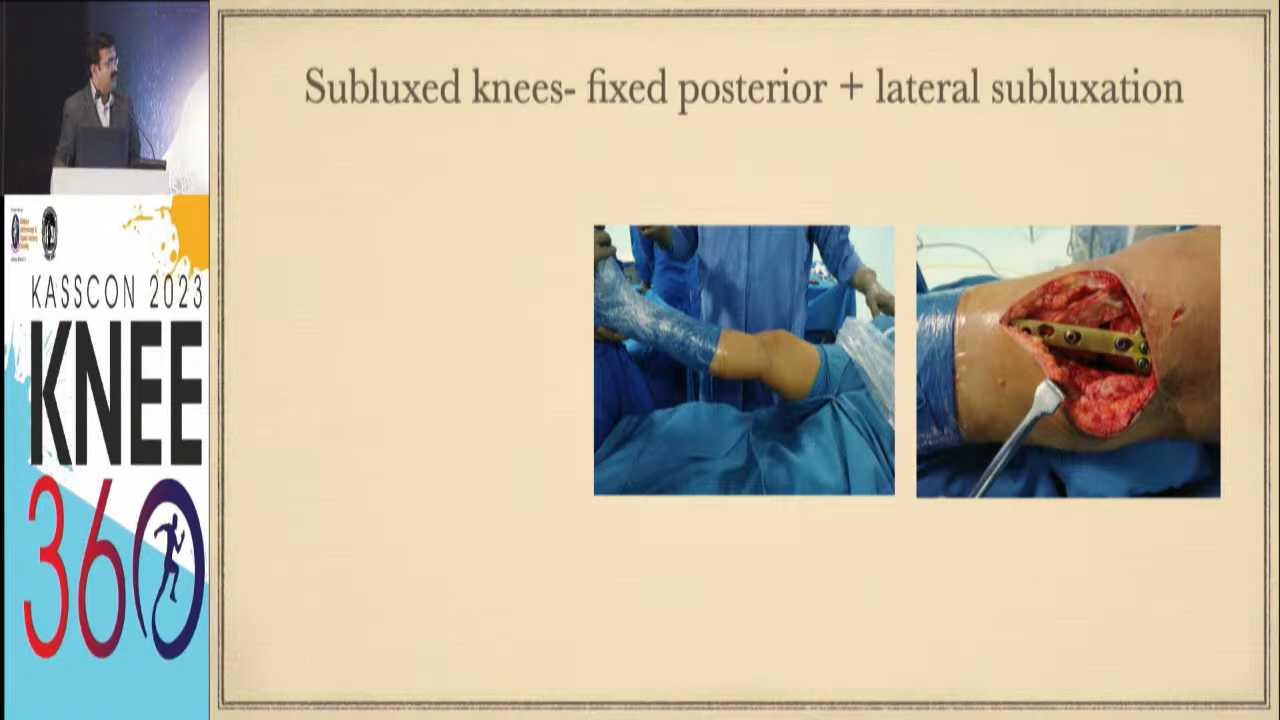 Subluxed knees- fixed posterior + lateral subluxation
KASSCON 2023
KNEE
360